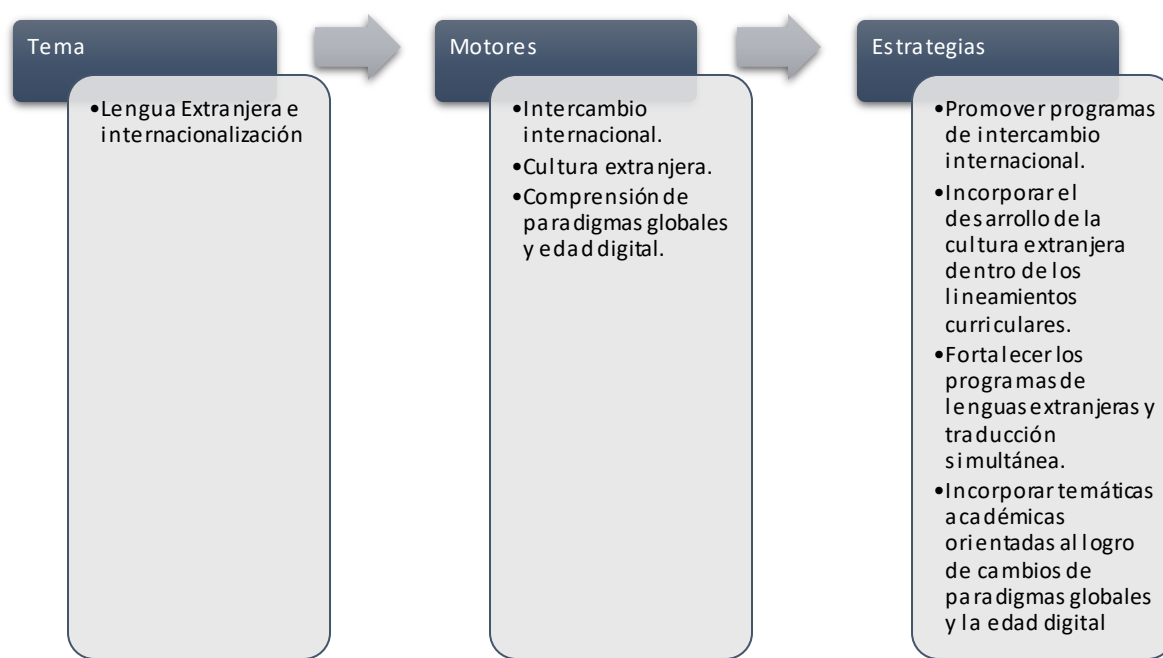 Tema
•Lengua Extranjera e
internacionalización
Motores
•Intercambio
internacional.
•Cultura extranjera.
•Comprensión de
paradigmas globales
y edad digital.
Estrategias
•Promover programas
de intercambio
internacional.
•Incorporar el
desarrollo de la
cultura extranjera
dentro de los
lineamientos
curriculares.
•Fortalecer los
programas de
lenguas extranjeras y
traducción
simultánea.
•Incorporar temáticas
académicas
orientadas al logro
de cambios de
paradigmas globales
y la edad digital